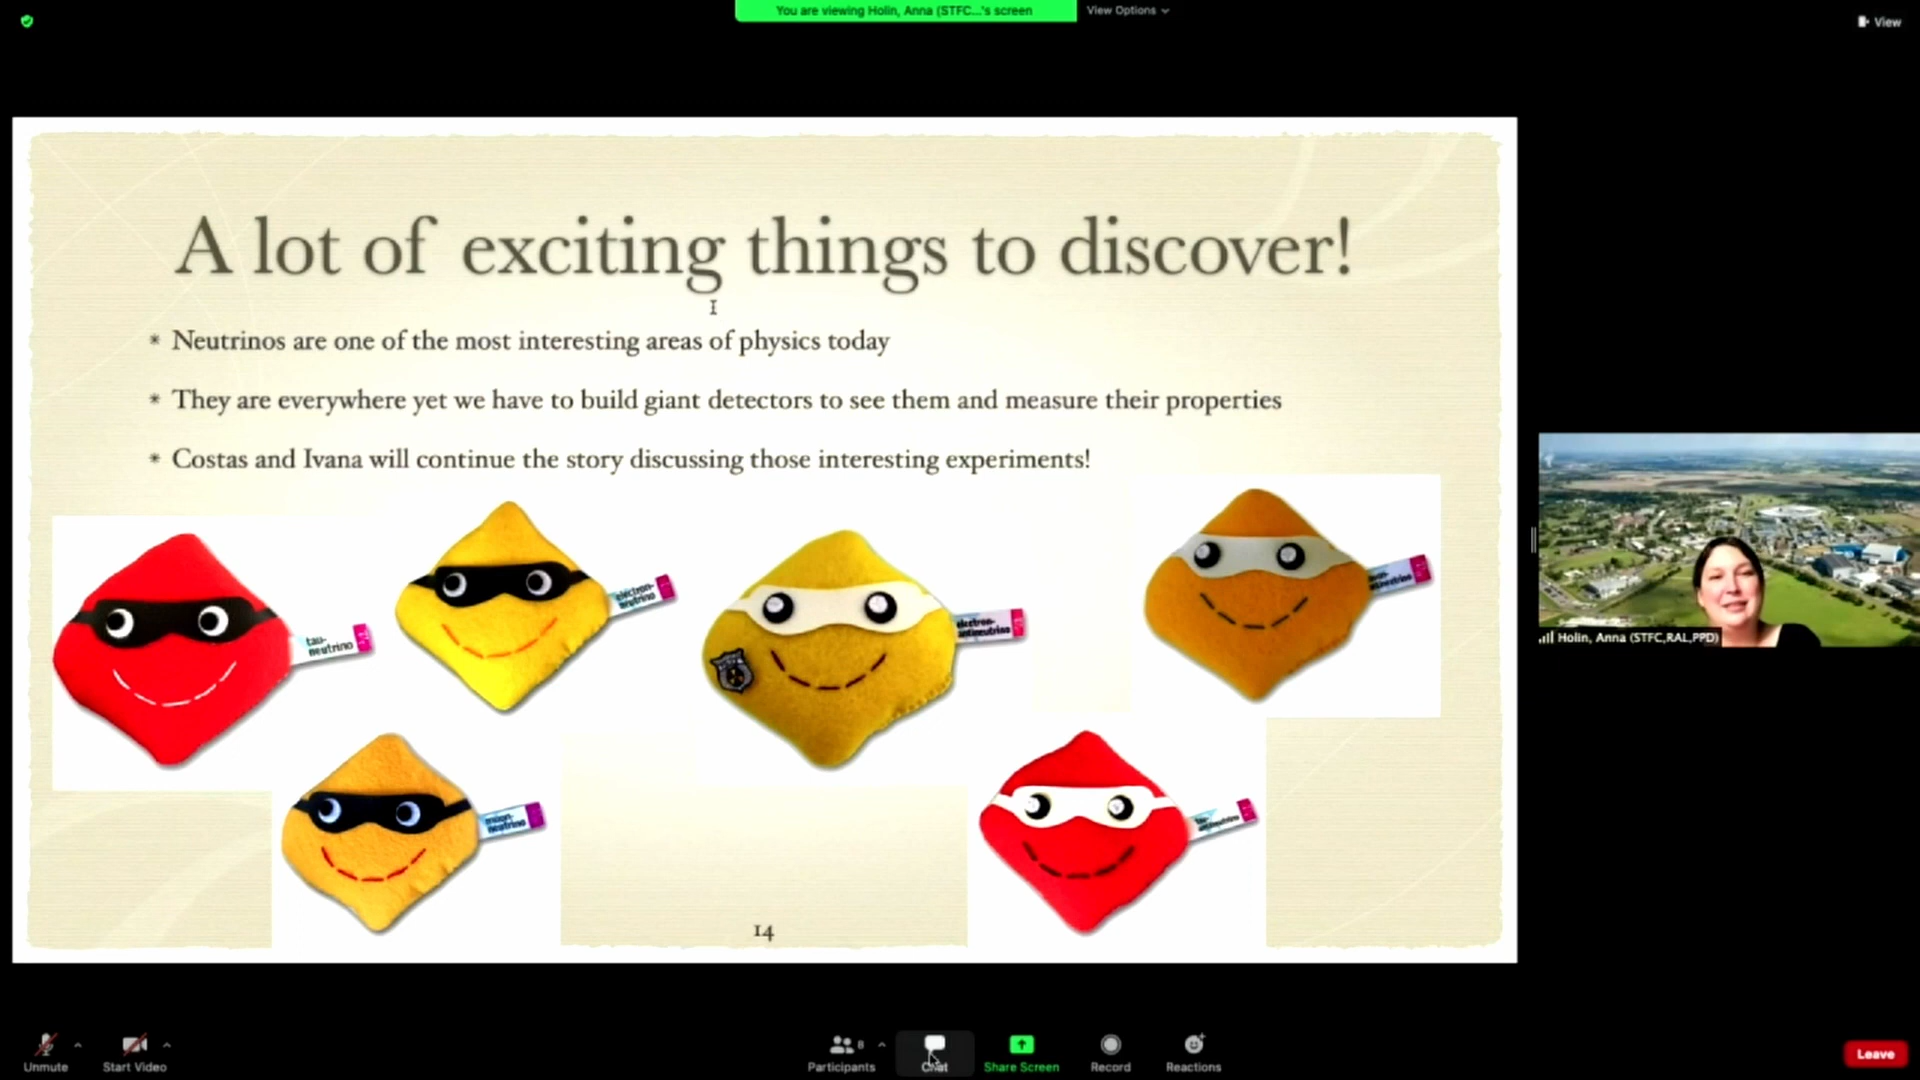 You are viewing Holin, Anna (STFC...'s screen
View Options
View
A lot of exciting things to discover!
* Neutrinos are one of the most interesting areas of physics today
* They are everywhere yet we have to build giant detectors to see them and measure their properties
* Costas and Ivana will continue the story discussing those interesting experiments!
electron-
neutrino
muon-
antineutrino
tau-
neutrino
electron-
antineutrino
Holin, Anna (STFC,RAL,PPD)
muon-
neutrino
tau-
antineutrino
14
Unmute
Start Video
Participants
8
Chat
Share Screen
Record
Reactions
Leave